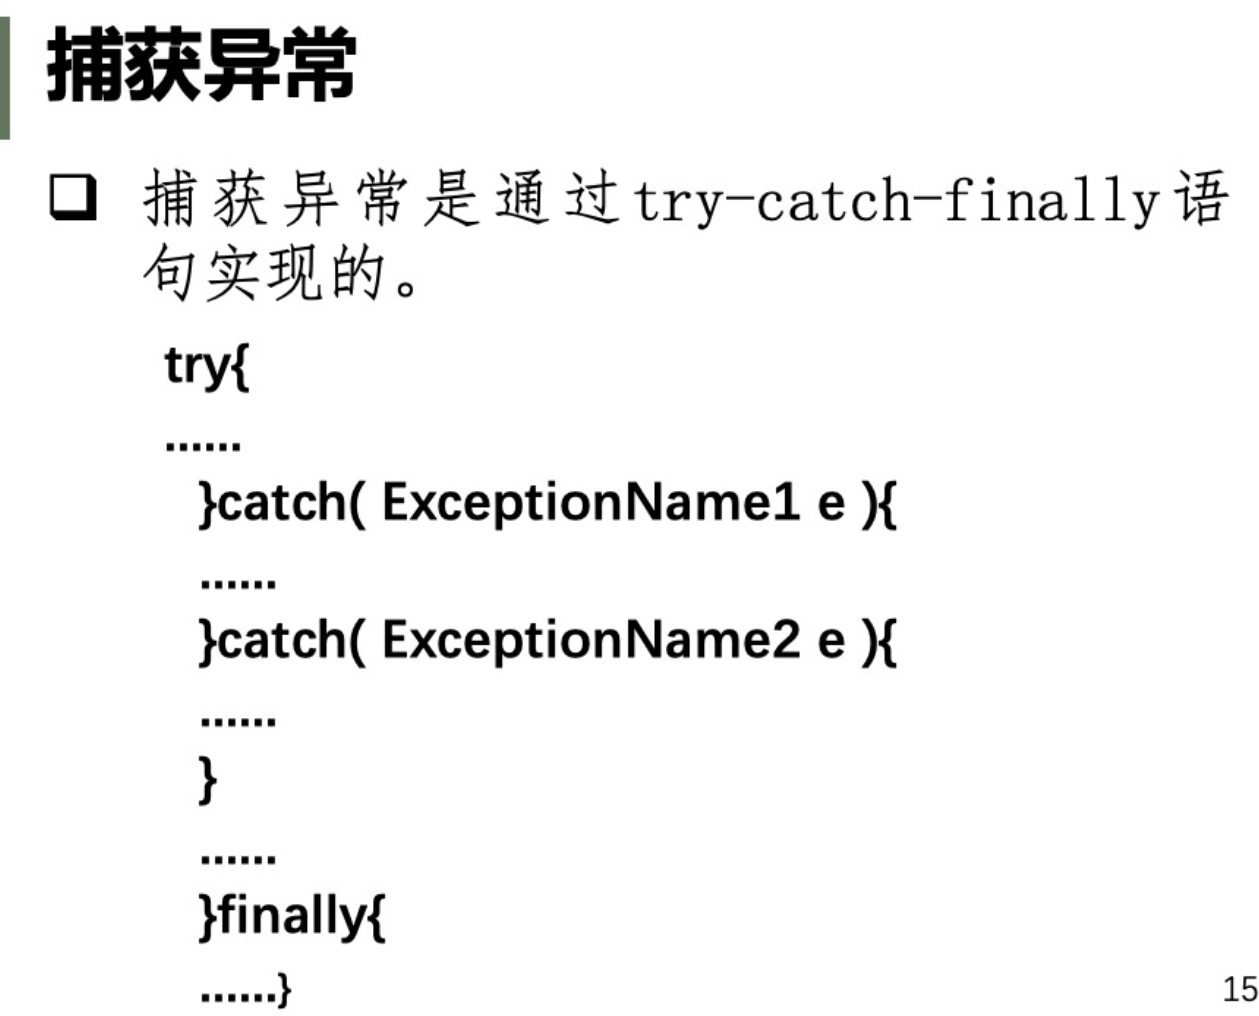 捕获异常
捕获异常是通过try-catch-finally语
句实现的。
try{
……
}catch( ExceptionName1 e ){
……
}catch( ExceptionName2 e ){
……
}
……
}finally{
……}
15